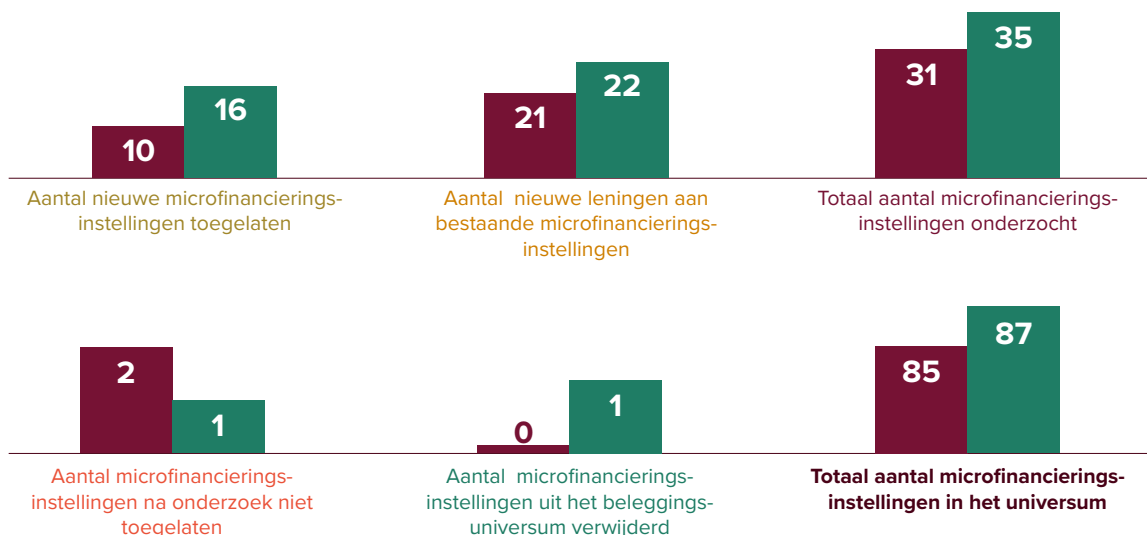 10
16
Aantal nieuwe microfinancierings-
instellingen toegelaten
21
22
Aantal nieuwe leningen aan
bestaande microfinancierings-
instellingen
31
35
Totaal aantal microfinancierings-
instellingen onderzocht
2
1
Aantal microfinancierings-
instellingen na onderzoek niet
toegelaten
0
1
Aantal microfinancierings-
instellingen uit het beleggings-
universum verwijderd
85
87
Totaal aantal microfinancierings-
instellingen in het universum